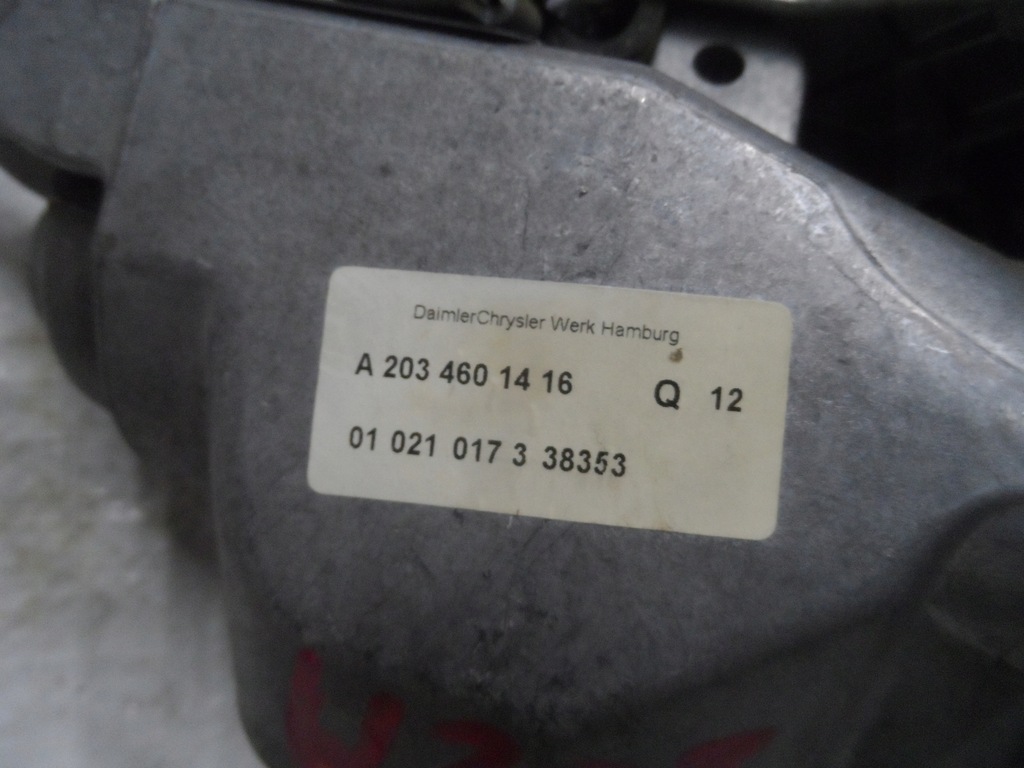 DaimlerChrysler Werk Hamburg
A 203 460 14 16 Q 12
01 021 017 3 38353